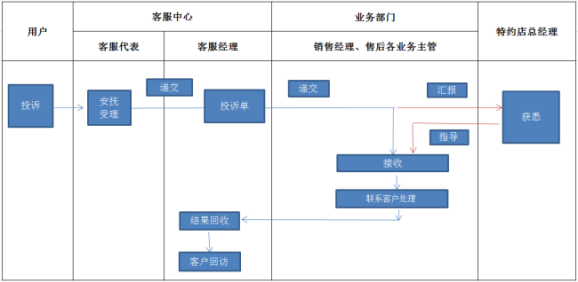 用户
客服中心
业务部门
特约店总经理
客服代表
客服经理
销售经理、售后各业务主管
投诉
安抚
受理
递交
投诉单
递交
汇报
获悉
指导
接收
联系客户处理
结果回收
客户回访